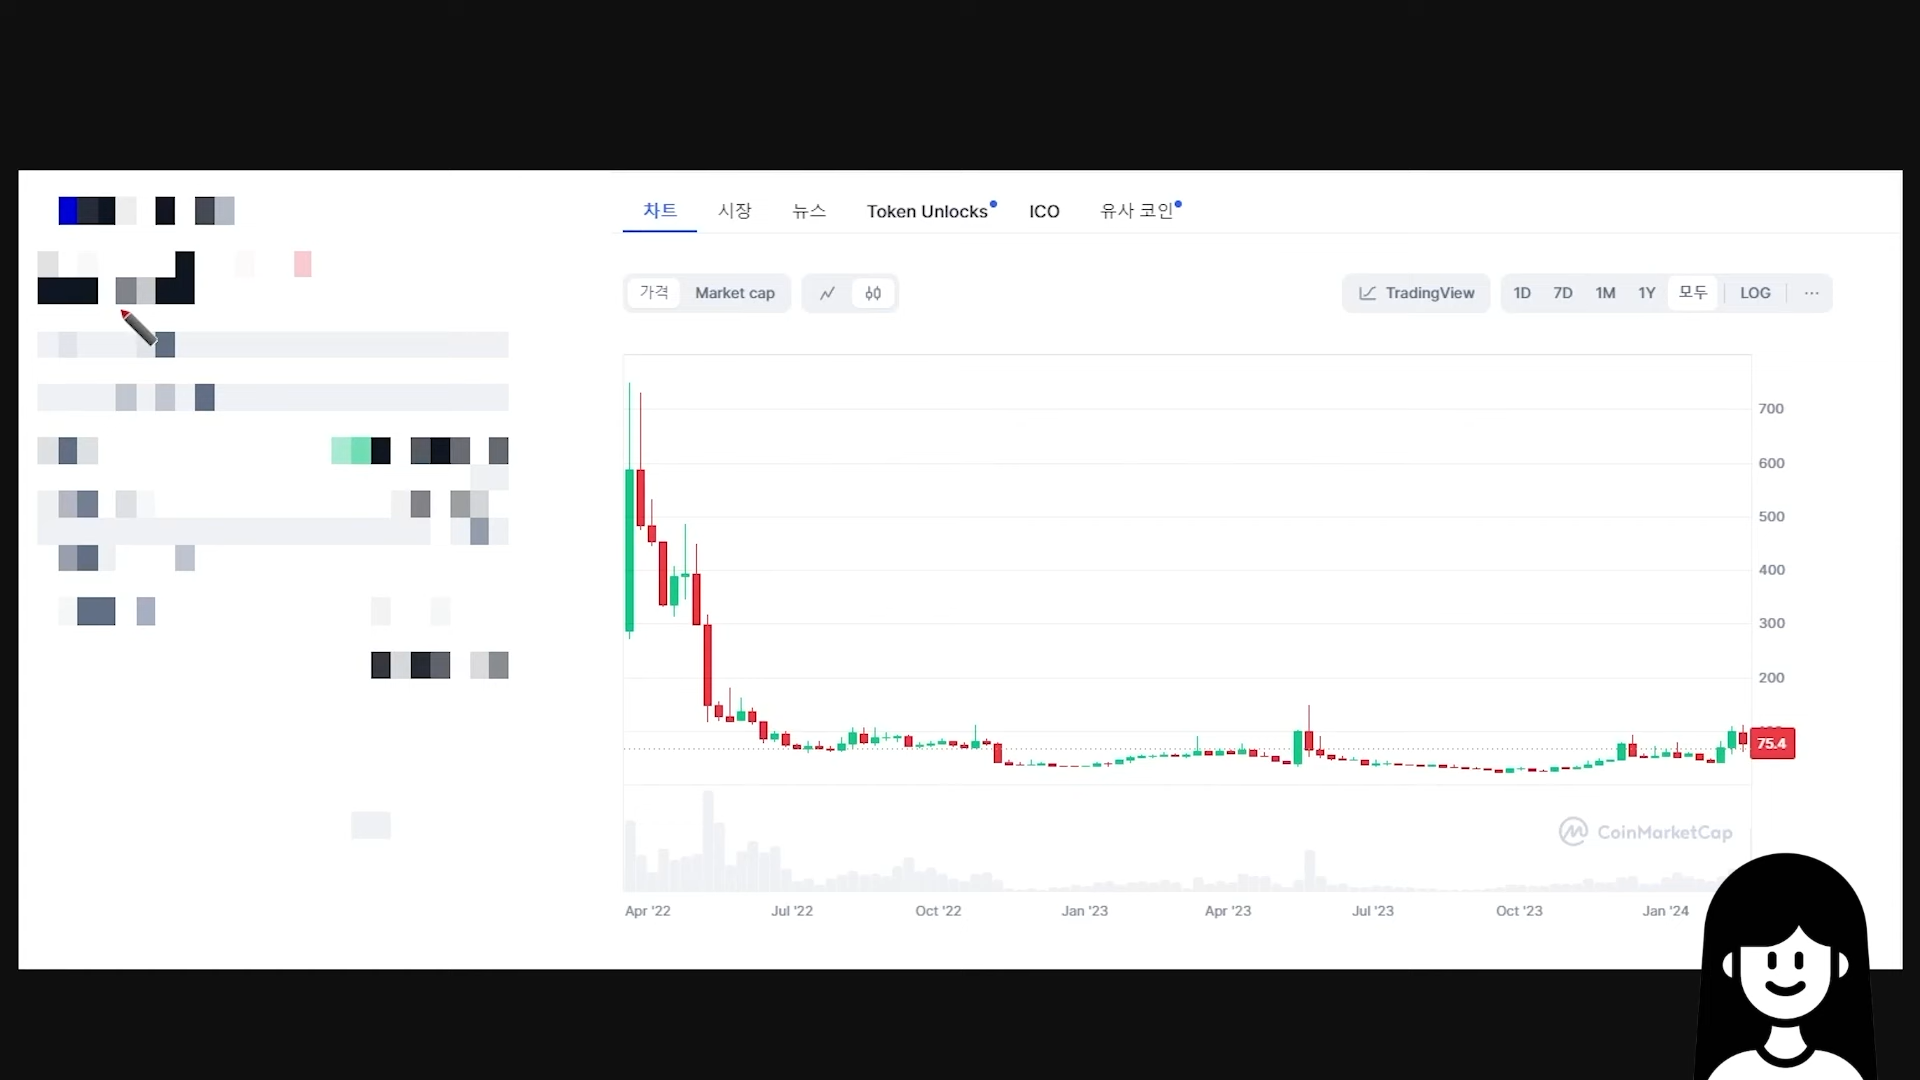 차트 시장 뉴스 Token Unlocks ICO 유사 코인
가격 Market cap TradingView 1D 7D 1M 1Y 모두 LOG ...
700
600
500
400
300
200
75.4
CoinMarketCap
Apr '22 Jul '22 Oct '22 Jan '23 Apr '23 Jul '23 Oct '23 Jan '24